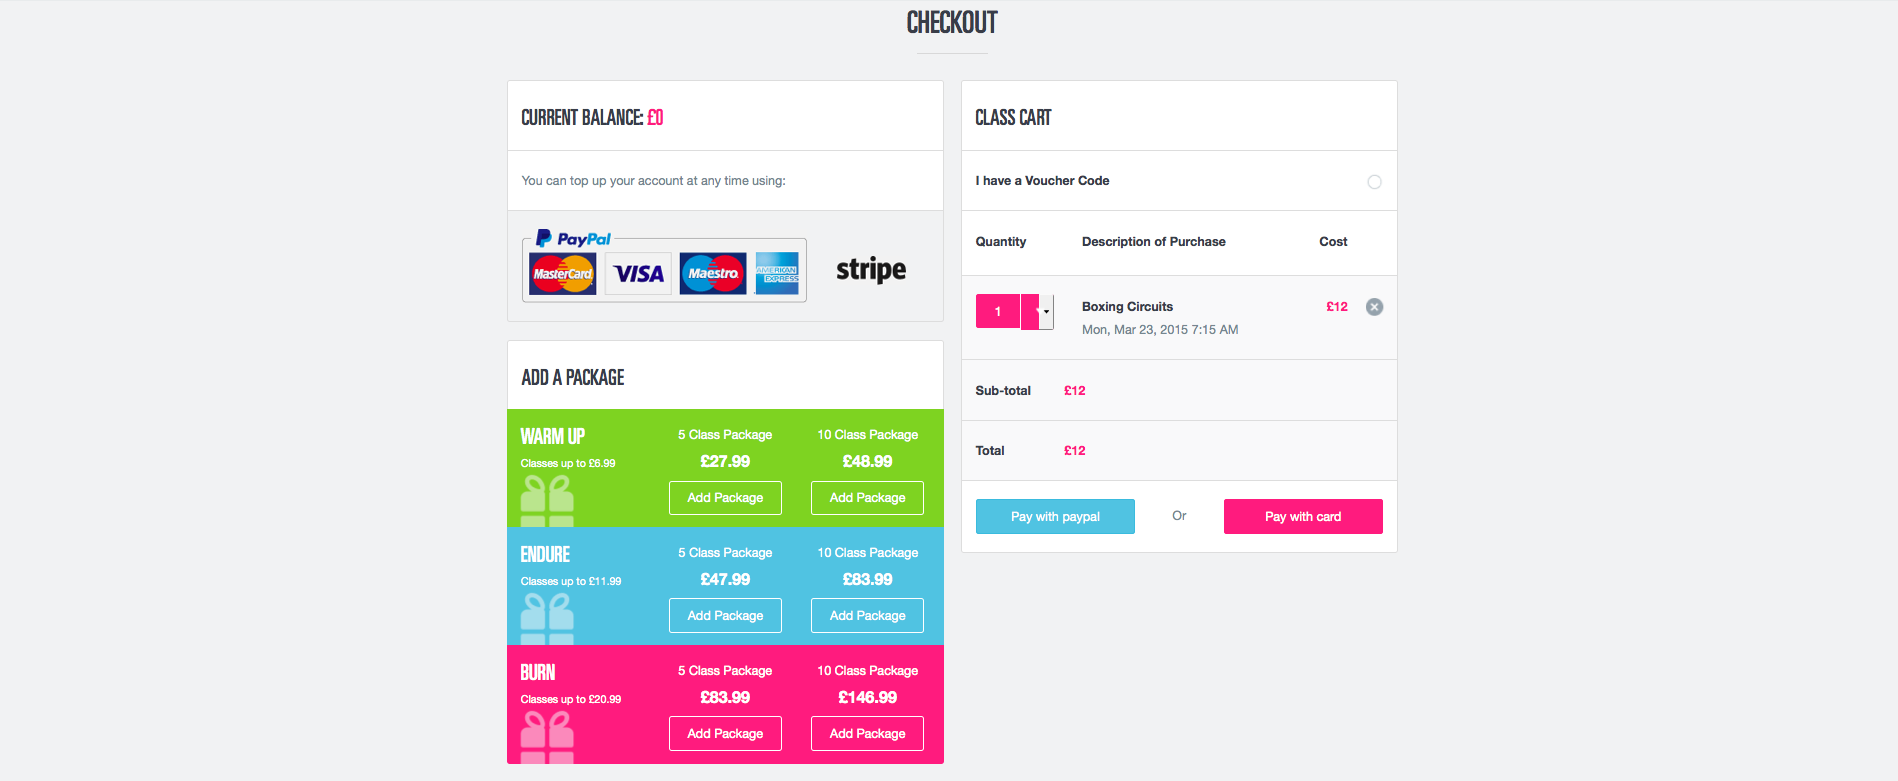 CHECKOUT
CURRENT BALANCE: £0
You can top up your account at any time using:
PayPal
MasterCard VISA Maestro AMERICAN EXPRESS
stripe
ADD A PACKAGE
WARM UP
Classes up to £6.99
5 Class Package
£27.99
Add Package
10 Class Package
£48.99
Add Package
ENDURE
Classes up to £11.99
5 Class Package
£47.99
Add Package
10 Class Package
£83.99
Add Package
BURN
Classes up to £20.99
5 Class Package
£83.99
Add Package
10 Class Package
£146.99
Add Package
CLASS CART
I have a Voucher Code
Quantity Description of Purchase Cost
1 Boxing Circuits £12
Mon, Mar 23, 2015 7:15 AM
Sub-total £12
Total £12
Pay with paypal Or Pay with card